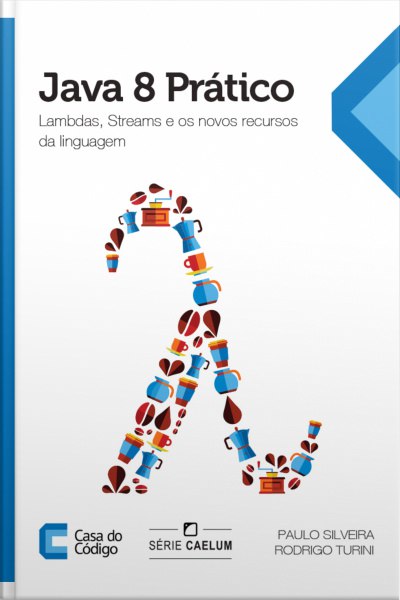 Java 8 Prático
Lambdas, Streams e os novos recursos
da linguagem
Casa do
Código
SÉRIE CAELUM
PAULO SILVEIRA
RODRIGO TURINI